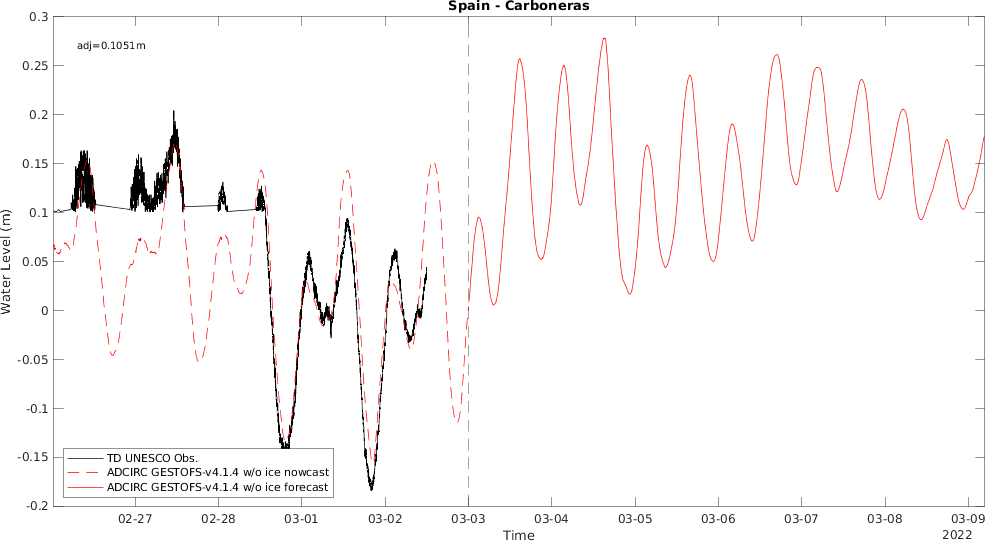 Spain - Carboneras
adj=0.1051m
0.3
0.25
0.2
0.15
0.1
0.05
0
-0.05
-0.1
-0.15
-0.2
Water Level (m)
TD UNESCO Obs.
ADCIRC GESTOFS-v4.1.4 w/o ice nowcast
ADCIRC GESTOFS-v4.1.4 w/o ice forecast
02-27 02-28 03-01 03-02 03-03 03-04 03-05 03-06 03-07 03-08 03-09
Time
2022